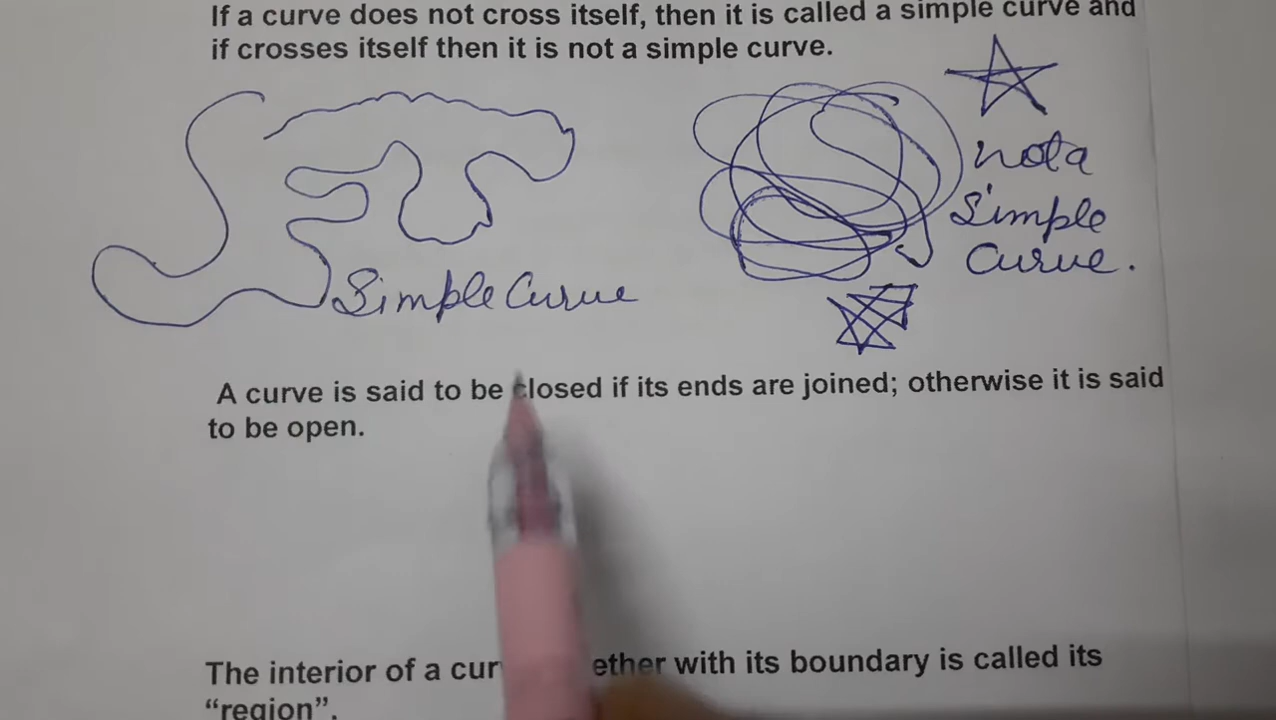 If a curve does not cross itself, then it is called a simple curve and
if crosses itself then it is not a simple curve.
not a
Simple
Curve.
Simple Curve
A curve is said to be closed if its ends are joined; otherwise it is said
to be open.
The interior of a cur ether with its boundary is called its
“region”.